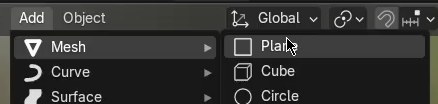 Add Object Global
Mesh Plane
Curve Cube
Surface Circle